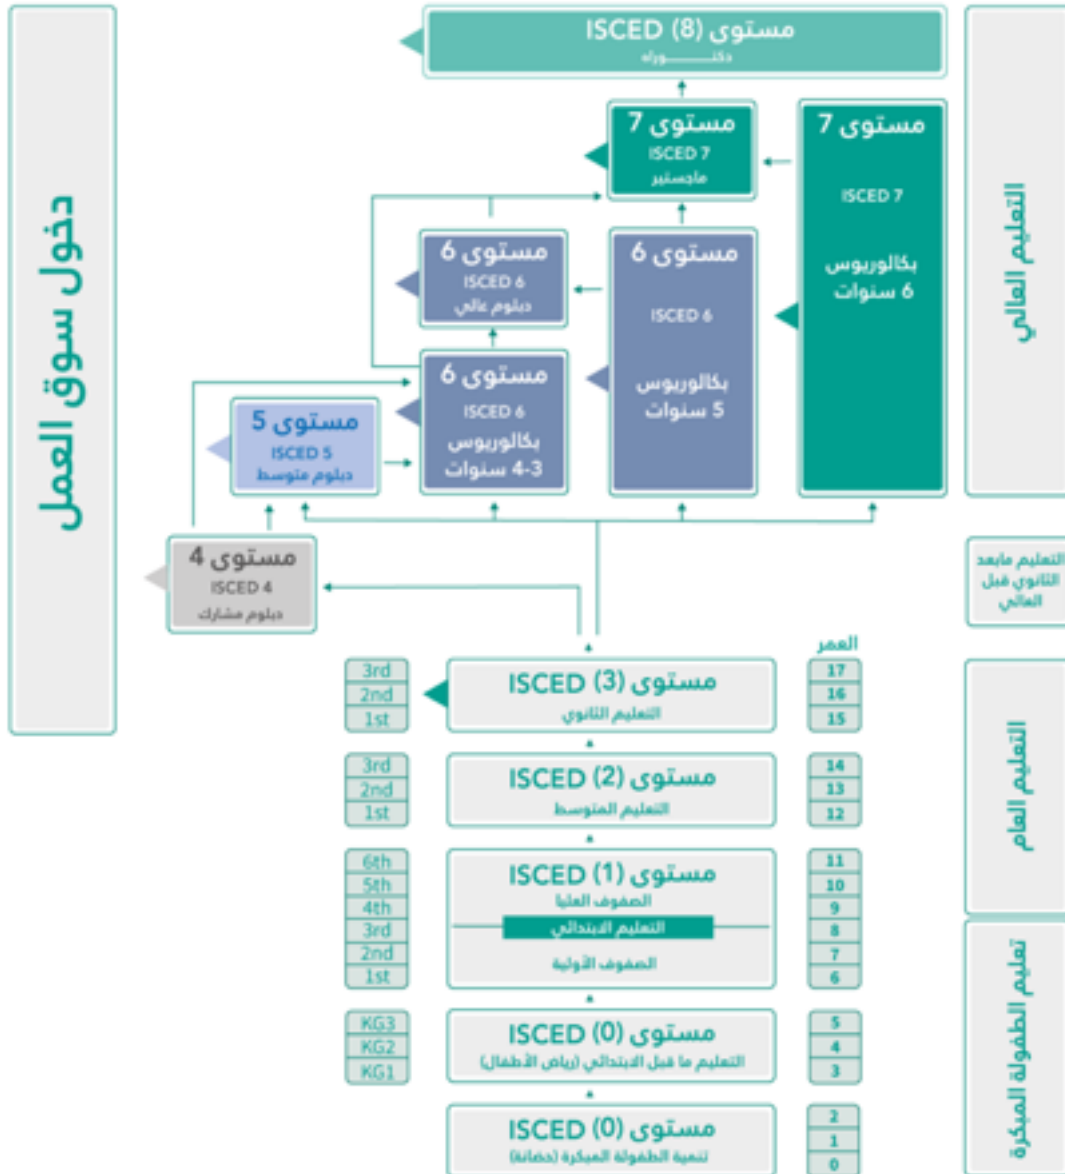 مستوى ISCED (8)
دكتـــــــــوراه
مستوى 7
ISCED 7
بكالوريوس
6 سنوات
مستوى 7
ISCED 7
ماجستير
مستوى 6
ISCED 6
بكالوريوس
5 سنوات
مستوى 6
ISCED 6
دبلوم عالي
مستوى 6
ISCED 6
بكالوريوس
3-4 سنوات
مستوى 5
ISCED 5
دبلوم متوسط
مستوى 4
ISCED 4
دبلوم مشارك
التعليم العالي
التعليم مابعد
الثانوي قبل
العالي
التعليم العام
تعليم الطفولة المبكرة
دخول سوق العمل
العمر
17
16
15
مستوى ISCED (3)
التعليم الثانوي
3rd
2nd
1st
14
13
12
مستوى ISCED (2)
التعليم المتوسط
3rd
2nd
1st
11
10
9
8
7
6
مستوى ISCED (1)
الصفوف العليا
التعليم الابتدائي
الصفوف الأولية
6th
5th
4th
3rd
2nd
1st
5
4
3
مستوى ISCED (0)
التعليم ما قبل الابتدائي (رياض الأطفال)
KG3
KG2
KG1
2
1
0
مستوى ISCED (0)
تنمية الطفولة المبكرة (حضانة)